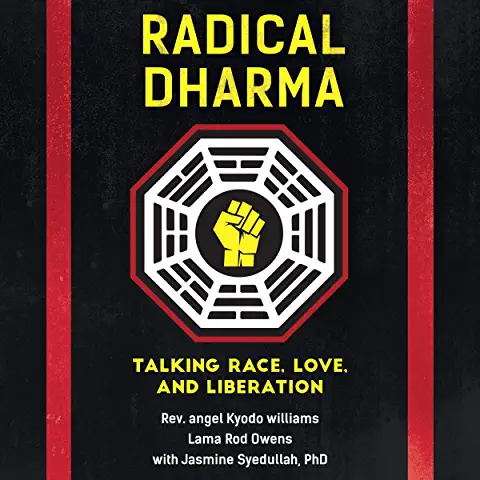 RADICAL
DHARMA
TALKING RACE, LOVE,
AND LIBERATION
Rev. angel Kyodo williams
Lama Rod Owens
with Jasmine Syedullah, PhD